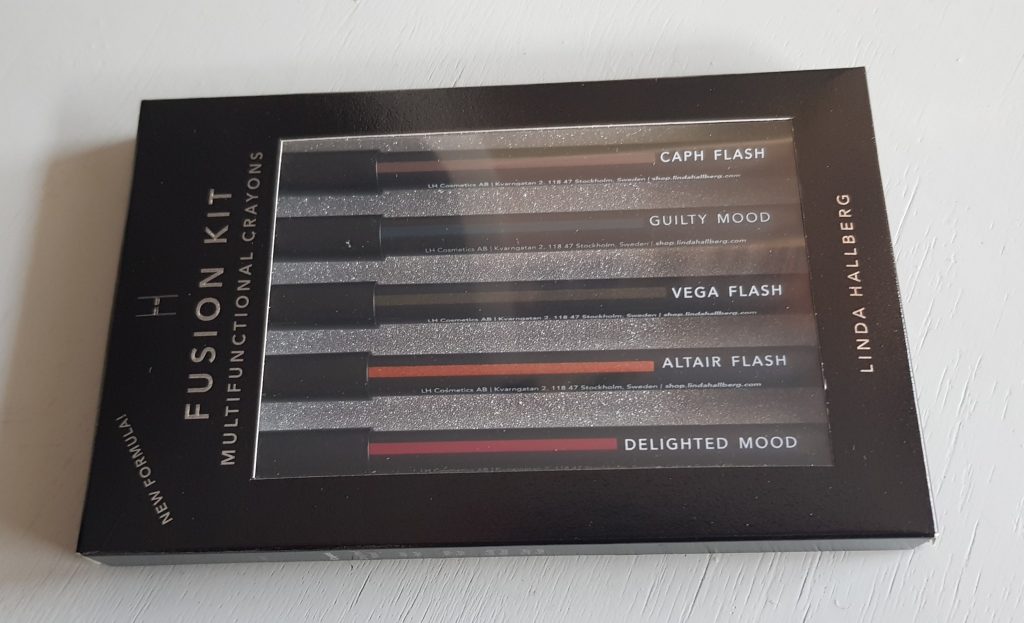 NEW FORMULA!
LH
FUSION KIT
MULTIFUNCTIONAL CRAYONS
CAPH FLASH
LH Cosmetics AB | Kvarngatan 2, 118 47 Stockholm, Sweden | shop.lindahallberg.com
GUILTY MOOD
LH Cosmetics AB | Kvarngatan 2, 118 47 Stockholm, Sweden | shop.lindahallberg.com
VEGA FLASH
LH Cosmetics AB | Kvarngatan 2, 118 47 Stockholm, Sweden | shop.lindahallberg.com
ALTAIR FLASH
LH Cosmetics AB | Kvarngatan 2, 118 47 Stockholm, Sweden | shop.lindahallberg.com
DELIGHTED MOOD
LINDA HALLBERG